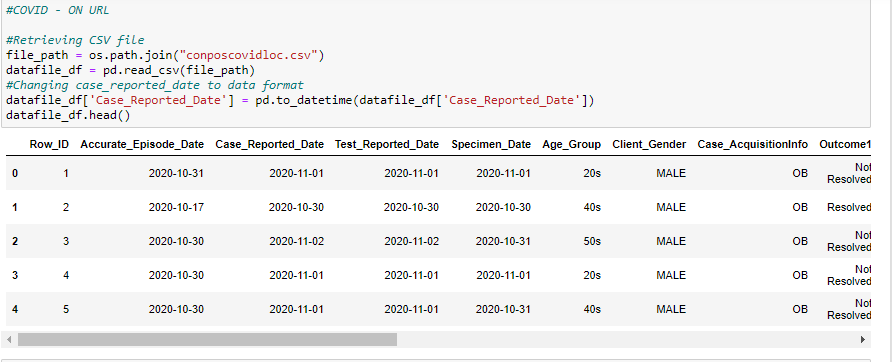 #COVID - ON URL
#Retrieving CSV file
file_path = os.path.join("conposcovidloc.csv")
datafile_df = pd.read_csv(file_path)
#Changing case_reported_date to data format
datafile_df['Case_Reported_Date'] = pd.to_datetime(datafile_df['Case_Reported_Date'])
datafile_df.head()
Row_ID Accurate_Episode_Date Case_Reported_Date Test_Reported_Date Specimen_Date Age_Group Client_Gender Case_AcquisitionInfo Outcome1
0 1 2020-10-31 2020-11-01 2020-11-01 2020-11-01 20s MALE OB Not Resolved
1 2 2020-10-17 2020-10-30 2020-10-30 2020-10-30 40s MALE OB Resolved
2 3 2020-10-30 2020-11-02 2020-11-02 2020-10-31 50s MALE OB Not Resolved
3 4 2020-10-30 2020-11-01 2020-11-01 2020-11-01 20s MALE OB Not Resolved
4 5 2020-10-30 2020-11-01 2020-11-01 2020-10-31 40s MALE OB Not Resolved